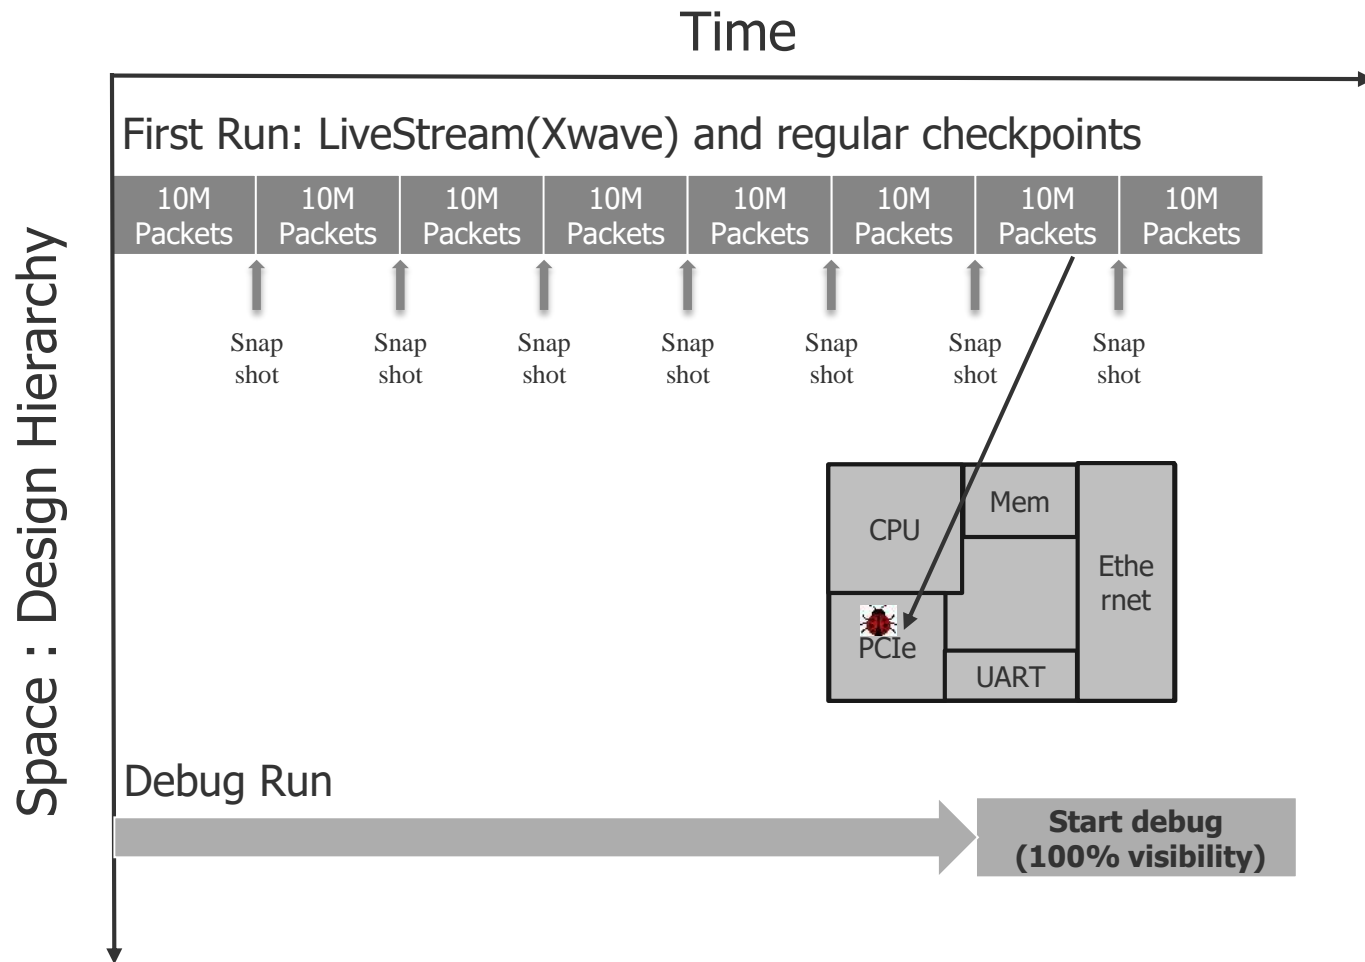 Time
First Run: LiveStream(Xwave) and regular checkpoints
10M
Packets
10M
Packets
10M
Packets
10M
Packets
10M
Packets
10M
Packets
10M
Packets
10M
Packets
Snap
shot
Snap
shot
Snap
shot
Snap
shot
Snap
shot
Snap
shot
Snap
shot
Space : Design Hierarchy
CPU
Mem
Ethe
rnet
PCIe
UART
Debug Run
Start debug
(100% visibility)